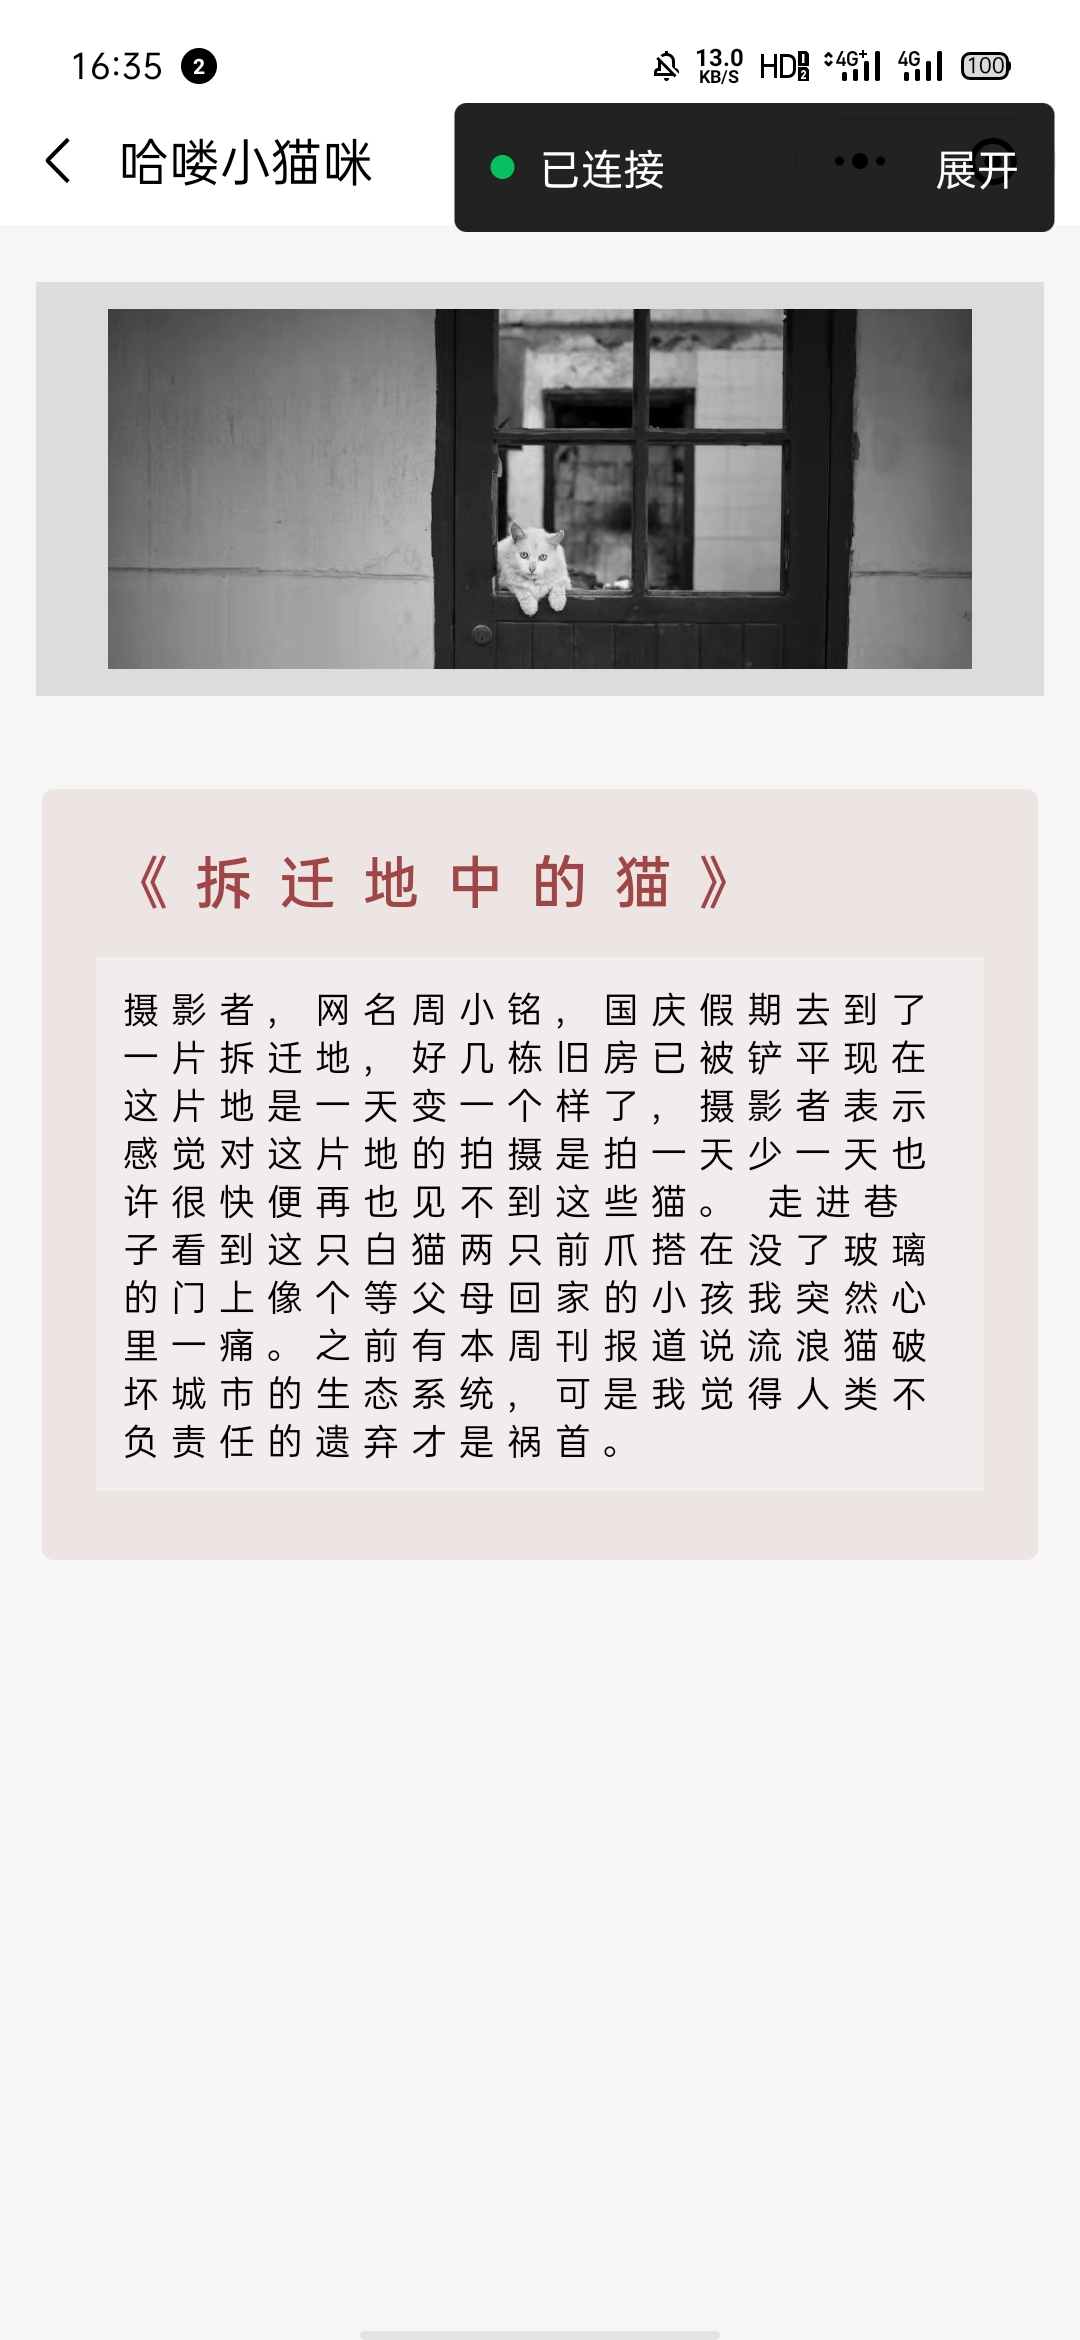 16:35 2 13.0 KB/S HD 1 2 4G+ 4G 100
哈喽小猫咪
已连接 展开
《拆迁地中的猫》
摄影者，网名周小铭，国庆假期去到了
一片拆迁地，好几栋旧房已被铲平现在
这片地是一天变一个样了，摄影者表示
感觉对这片地的拍摄是拍一天少一天也
许很快便再也见不到这些猫。 走进巷
子看到这只白猫两只前爪搭在没了玻璃
的门上像个等父母回家的小孩我突然心
里一痛。之前有本周刊报道说流浪猫破
坏城市的生态系统，可是我觉得人类不
负责任的遗弃才是祸首。